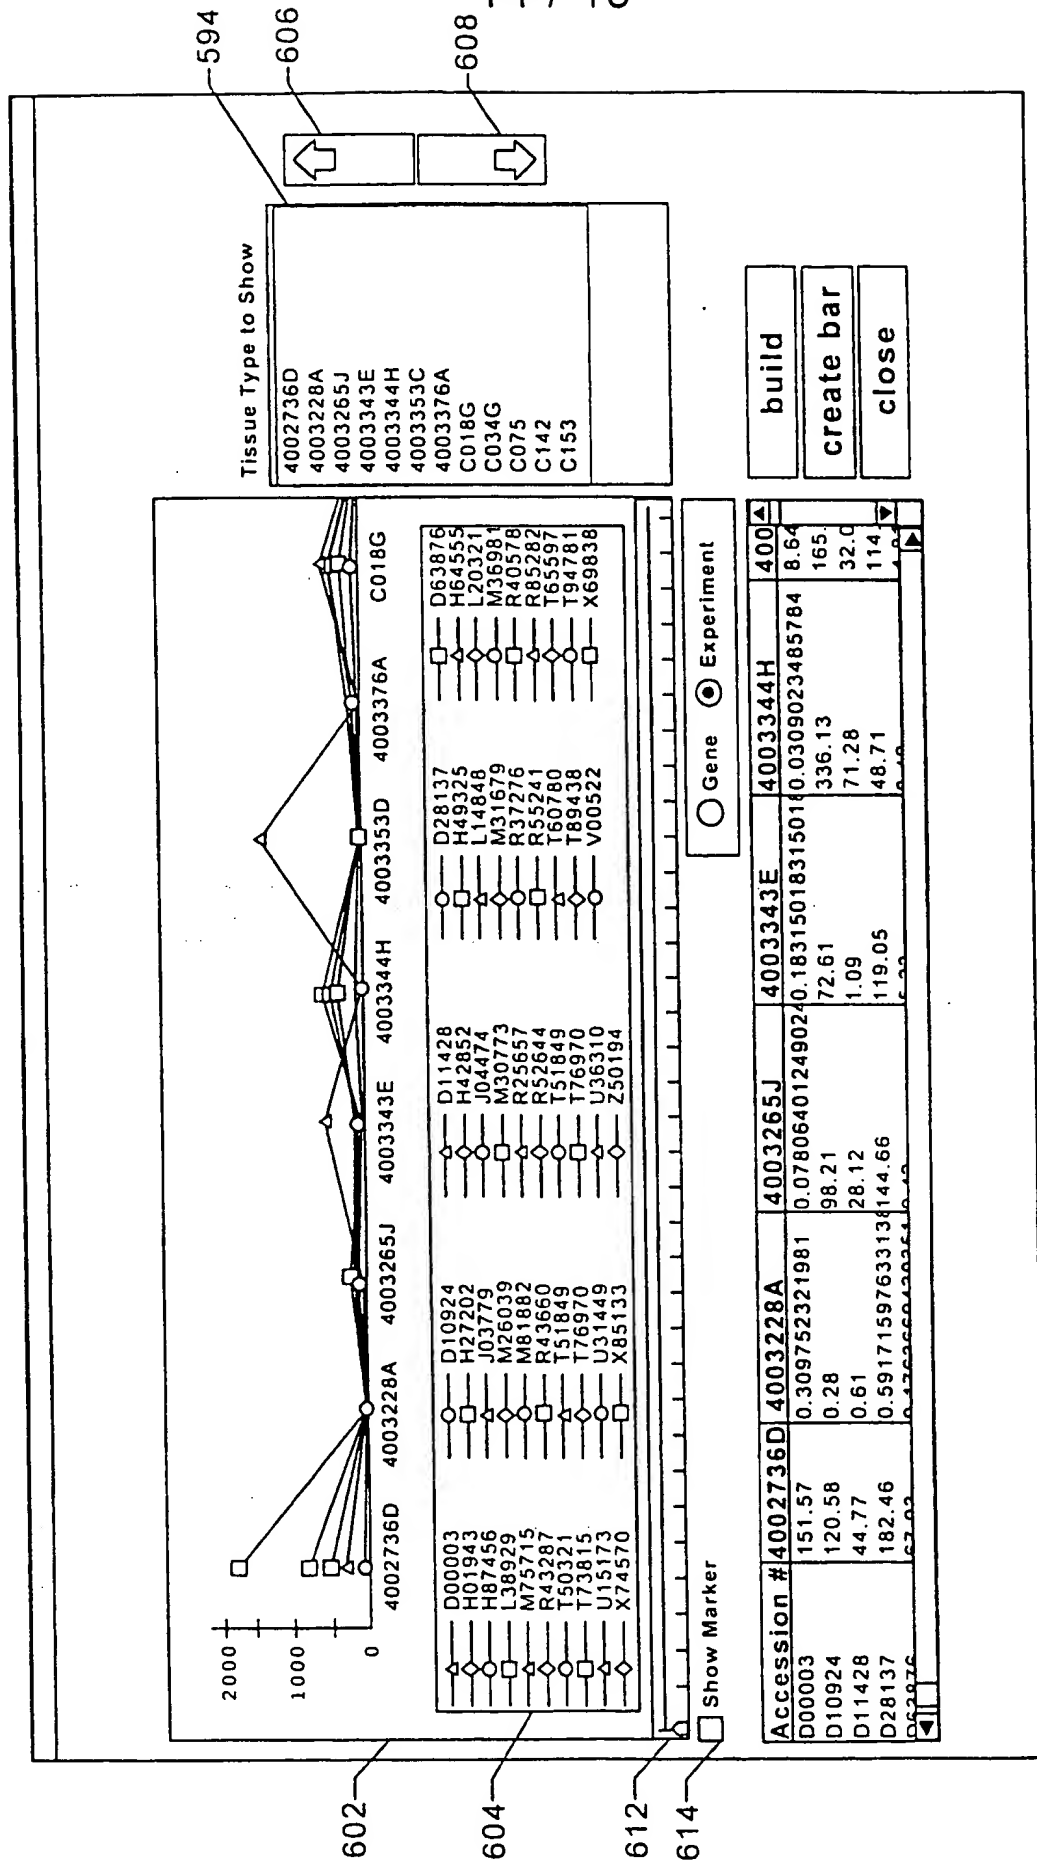 594
606
608
602
604
612
614
Tissue Type to Show
4002736D
4003228A
4003265J
4003343E
4003344H
4003353C
4003376A
C018G
C034G
C075
C142
C153
2000
1000
0
4002736D 4003228A 4003265J 4003343E 4003344H 4003353D 4003376A C018G
D00003 D10924 D11428 D28137 D63876
H01943 H27202 H42852 H49325 H64555
H87456 J03779 J04474 L14848 L20321
L38929 M26039 M30773 M31679 M36981
M75715 M81882 R25657 R37276 R40578
R43287 R43660 R52644 R55241 R85282
T50321 T51849 T51849 T60780 T65597
T73815 T76970 T76970 T89438 T94781
U15173 U31449 U36310 V00522 X69838
X74570 X85133 Z50194
Show Marker
Gene Experiment
build
create bar
close
Accession # 4002736D 4003228A 4003265J 4003343E 4003344H 400
D00003 151.57 0.309752321981 0.0780640124902 0.18315018315018 0.0309023485784 8.64
D10924 120.58 0.28 98.21 72.61 336.13 165.
D11428 44.77 0.61 28.12 1.09 71.28 32.0
D28137 182.46 0.5917159763313 144.66 119.05 48.71 114.